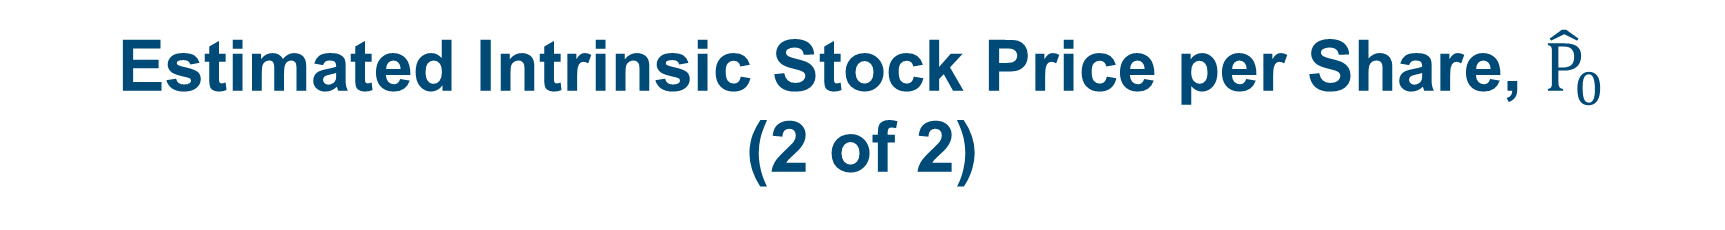 Estimated Intrinsic Stock Price per Share, P̂₀
(2 of 2)